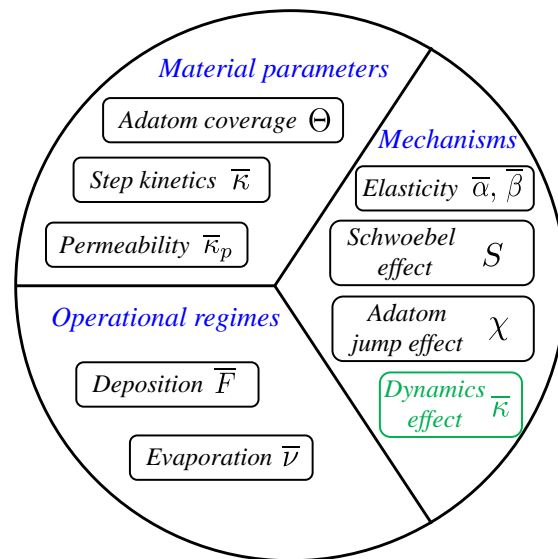 Material parameters
Adatom coverage Θ
Step kinetics κ̅
Permeability κ̅ₚ
Mechanisms
Elasticity α̅, β̅
Schwoebel
effect S
Adatom
jump effect χ
Dynamics
effect κ̅
Operational regimes
Deposition F̅
Evaporation ν̅